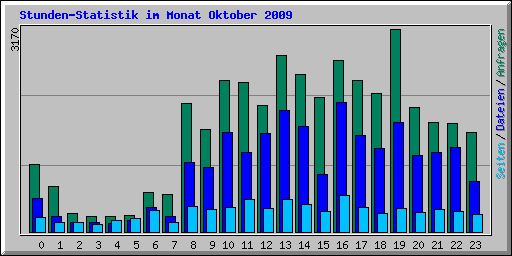 Stunden-Statistik im Monat Oktober 2009
3170
Seiten / Dateien / Anfragen
0 1 2 3 4 5 6 7 8 9 10 11 12 13 14 15 16 17 18 19 20 21 22 23